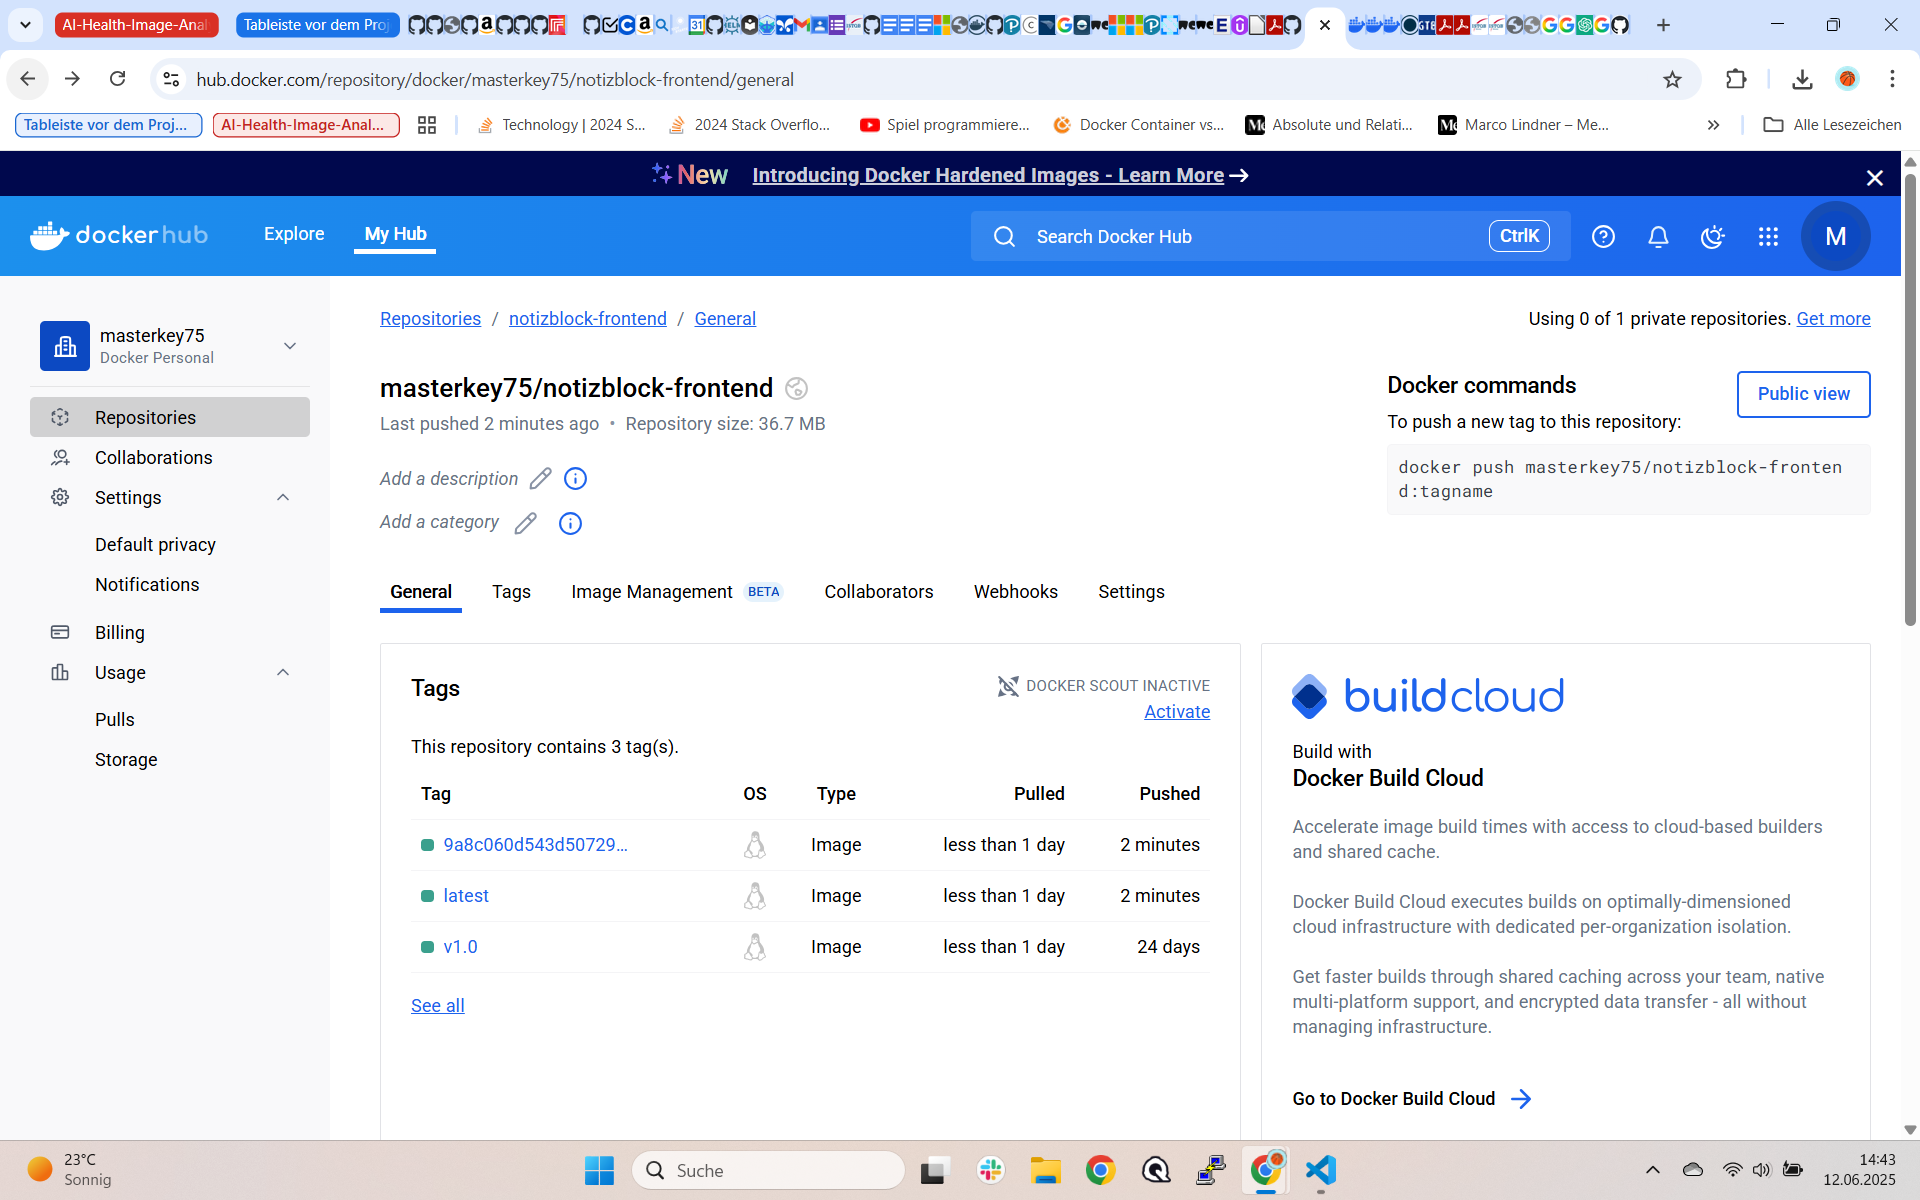 AI-Health-Image-Anal
Tableiste vor dem Proj
hub.docker.com/repository/docker/masterkey75/notizblock-frontend/general
Tableiste vor dem Proj...
AI-Health-Image-Anal...
Technology | 2024 S...
2024 Stack Overflo...
Spiel programmiere...
Docker Container vs...
Absolute und Relati...
Marco Lindner – Me...
Alle Lesezeichen
New Introducing Docker Hardened Images - Learn More
docker hub
Explore
My Hub
Search Docker Hub
CtrlK
M
masterkey75
Docker Personal
Repositories
Collaborations
Settings
Default privacy
Notifications
Billing
Usage
Pulls
Storage
Repositories / notizblock-frontend / General
Using 0 of 1 private repositories. Get more
masterkey75/notizblock-frontend
Last pushed 2 minutes ago • Repository size: 36.7 MB
Add a description
Add a category
Docker commands
Public view
To push a new tag to this repository:
docker push masterkey75/notizblock-fronten
d:tagname
General
Tags
Image Management BETA
Collaborators
Webhooks
Settings
Tags
DOCKER SCOUT INACTIVE
Activate
This repository contains 3 tag(s).
Tag OS Type Pulled Pushed
9a8c060d543d50729... Image less than 1 day 2 minutes
latest Image less than 1 day 2 minutes
v1.0 Image less than 1 day 24 days
See all
buildcloud
Build with
Docker Build Cloud
Accelerate image build times with access to cloud-based builders
and shared cache.
Docker Build Cloud executes builds on optimally-dimensioned
cloud infrastructure with dedicated per-organization isolation.
Get faster builds through shared caching across your team, native
multi-platform support, and encrypted data transfer - all without
managing infrastructure.
Go to Docker Build Cloud
23°C
Sonnig
Suche
14:43
12.06.2025